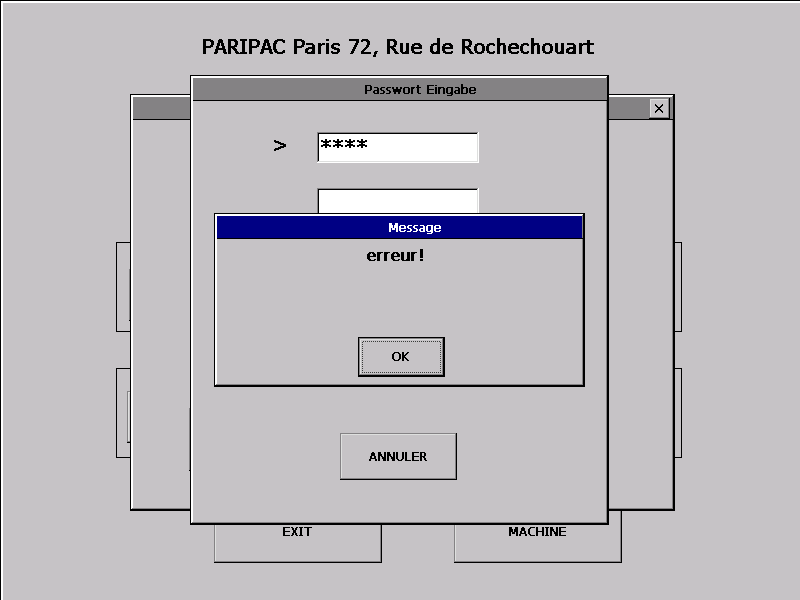 PARIPAC Paris 72, Rue de Rochechouart
Passwort Eingabe
> ****
Message
erreur!
OK
ANNULER
EXIT
MACHINE